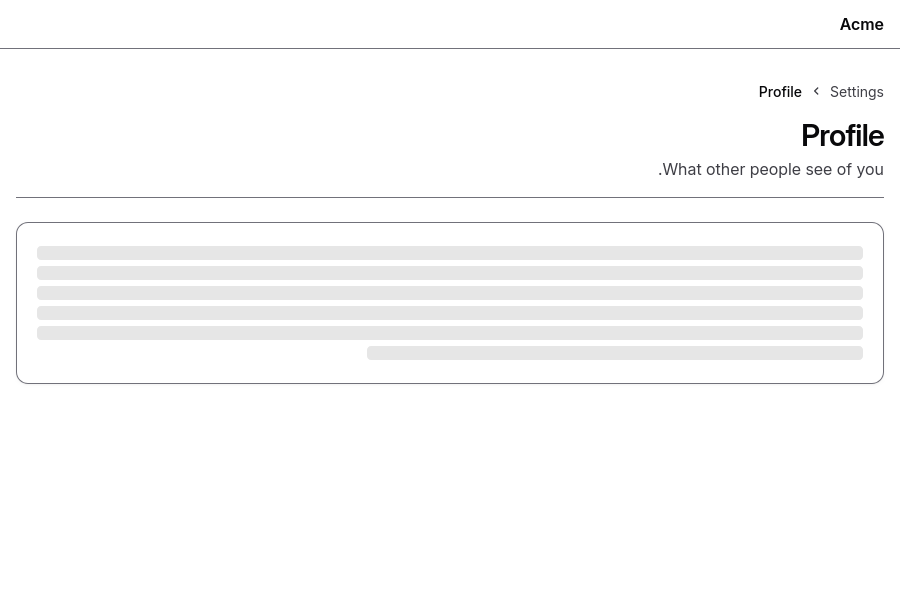 Acme
Settings
Profile
Profile
What other people see of you.